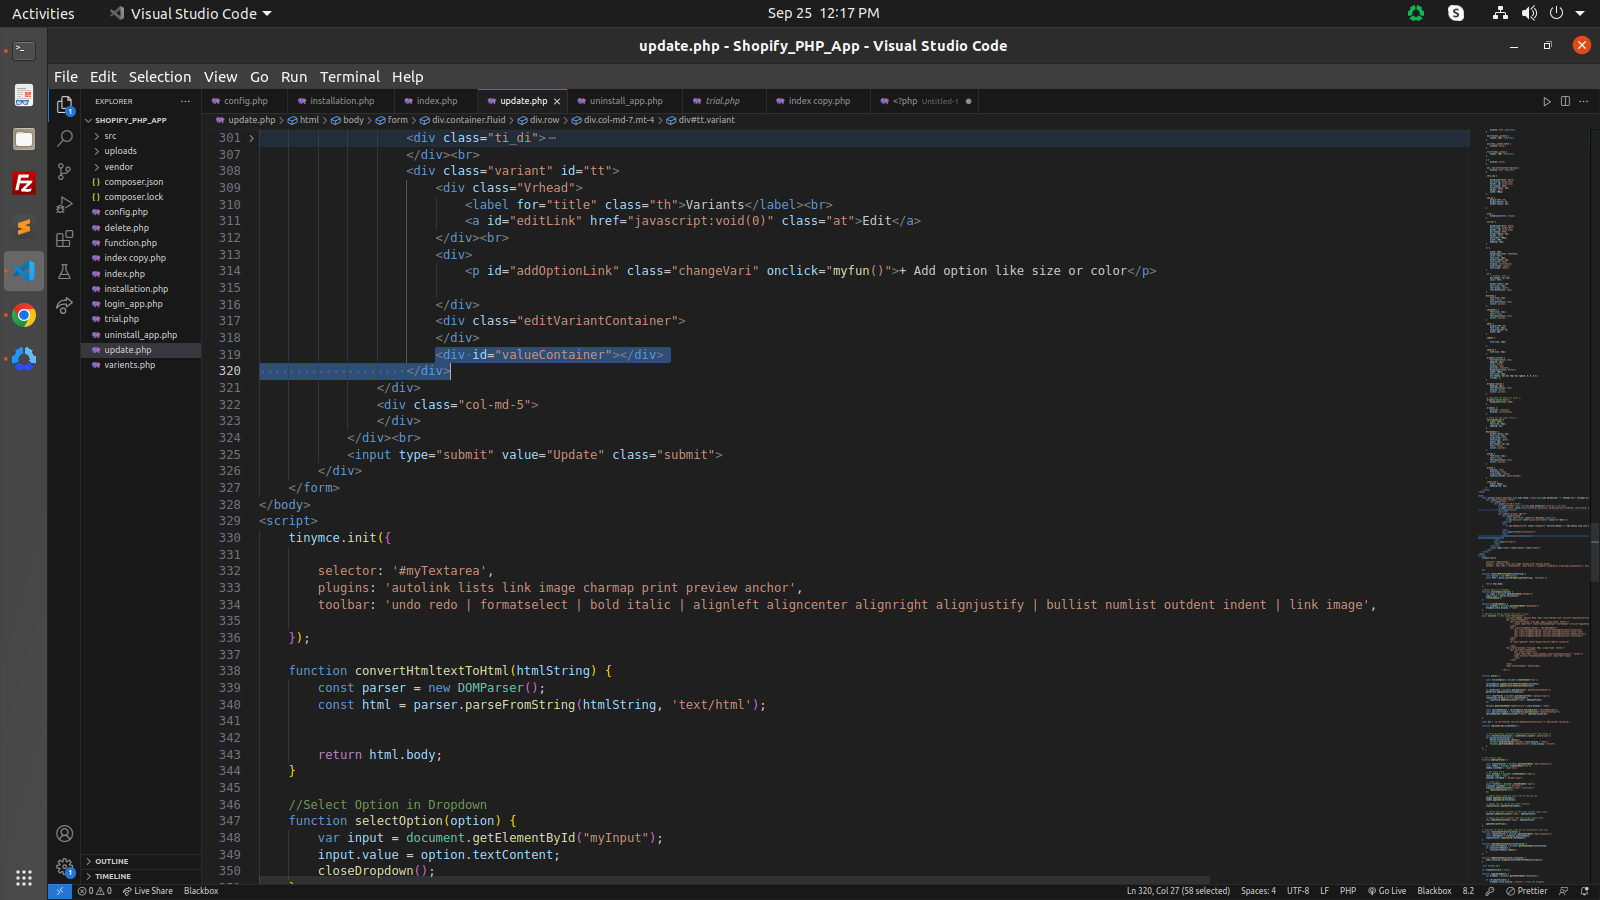 Activities
Visual Studio Code
Sep 25 12:17 PM
update.php - Shopify_PHP_App - Visual Studio Code
File Edit Selection View Go Run Terminal Help
EXPLORER
SHOPIFY_PHP_APP
src
uploads
vendor
{} composer.json
{} composer.lock
config.php
delete.php
function.php
index copy.php
index.php
installation.php
login_app.php
trial.php
uninstall_app.php
update.php
varients.php
OUTLINE
TIMELINE
config.php installation.php index.php update.php uninstall_app.php trial.php index copy.php <?php Untitled-1
update.php > html > body > form > div.container.fluid > div.row > div.col-md-7.mt-4 > div#tt.variant
301 <div class="ti_di">⋯
307 </div><br>
308 <div class="variant" id="tt">
309 <div class="Vrhead">
310 <label for="title" class="th">Variants</label><br>
311 <a id="editLink" href="javascript:void(0)" class="at">Edit</a>
312 </div><br>
313 <div>
314 <p id="addOptionLink" class="changeVari" onclick="myfun()">+ Add option like size or color</p>
315
316 </div>
317 <div class="editVariantContainer">
318 </div>
319 <div id="valueContainer"></div>
320 </div>
321 </div>
322 <div class="col-md-5">
323 </div>
324 </div><br>
325 <input type="submit" value="Update" class="submit">
326 </div>
327 </form>
328 </body>
329 <script>
330 tinymce.init({
331
332 selector: '#myTextarea',
333 plugins: 'autolink lists link image charmap print preview anchor',
334 toolbar: 'undo redo | formatselect | bold italic | alignleft aligncenter alignright alignjustify | bullist numlist outdent indent | link image',
335
336 });
337
338 function convertHtmltextToHtml(htmlString) {
339 const parser = new DOMParser();
340 const html = parser.parseFromString(htmlString, 'text/html');
341
342
343 return html.body;
344 }
345
346 //Select Option in Dropdown
347 function selectOption(option) {
348 var input = document.getElementById("myInput");
349 input.value = option.textContent;
350 closeDropdown();
0 0 Live Share Blackbox
Ln 320, Col 27 (58 selected) Spaces: 4 UTF-8 LF PHP Go Live Blackbox 8.2 Prettier